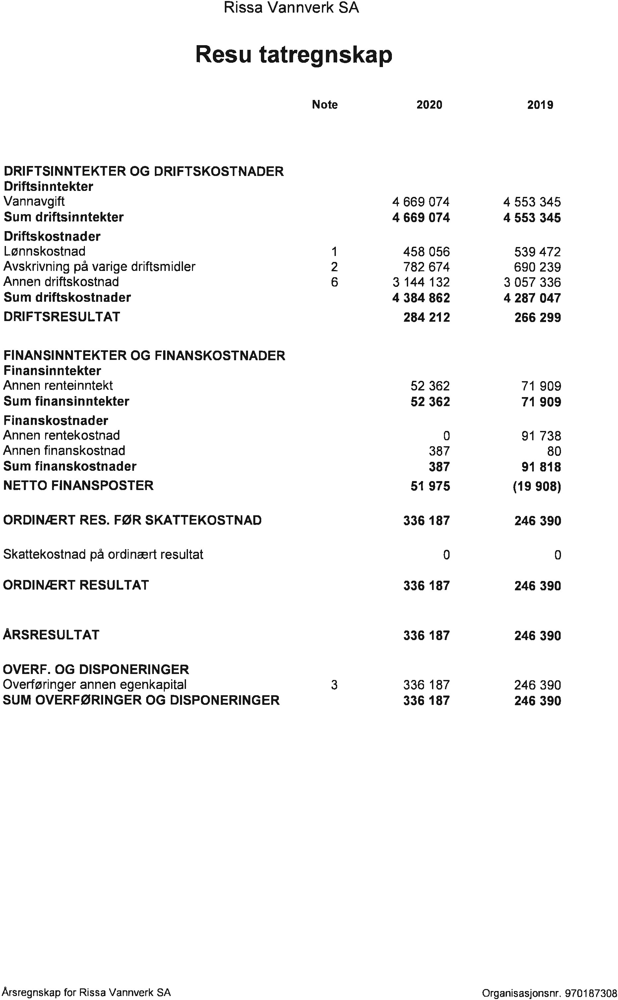 Rissa Vannverk SA
Resu tatregnskap
Note 2020 2019
DRIFTSINNTEKTER OG DRIFTSKOSTNADER
Driftsinntekter
Vannavgift 4 669 074 4 553 345
Sum driftsinntekter 4 669 074 4 553 345
Driftskostnader
Lønnskostnad 1 458 056 539 472
Avskrivning på varige driftsmidler 2 782 674 690 239
Annen driftskostnad 6 3 144 132 3 057 336
Sum driftskostnader 4 384 862 4 287 047
DRIFTSRESULTAT 284 212 266 299
FINANSINNTEKTER OG FINANSKOSTNADER
Finansinntekter
Annen renteinntekt 52 362 71 909
Sum finansinntekter 52 362 71 909
Finanskostnader
Annen rentekostnad 0 91 738
Annen finanskostnad 387 80
Sum finanskostnader 387 91 818
NETTO FINANSPOSTER 51 975 (19 908)
ORDINÆRT RES. FØR SKATTEKOSTNAD 336 187 246 390
Skattekostnad på ordinært resultat 0 0
ORDINÆRT RESULTAT 336 187 246 390
ÅRSRESULTAT 336 187 246 390
OVERF. OG DISPONERINGER
Overføringer annen egenkapital 3 336 187 246 390
SUM OVERFØRINGER OG DISPONERINGER 336 187 246 390
Årsregnskap for Rissa Vannverk SA Organisasjonsnr. 970187308